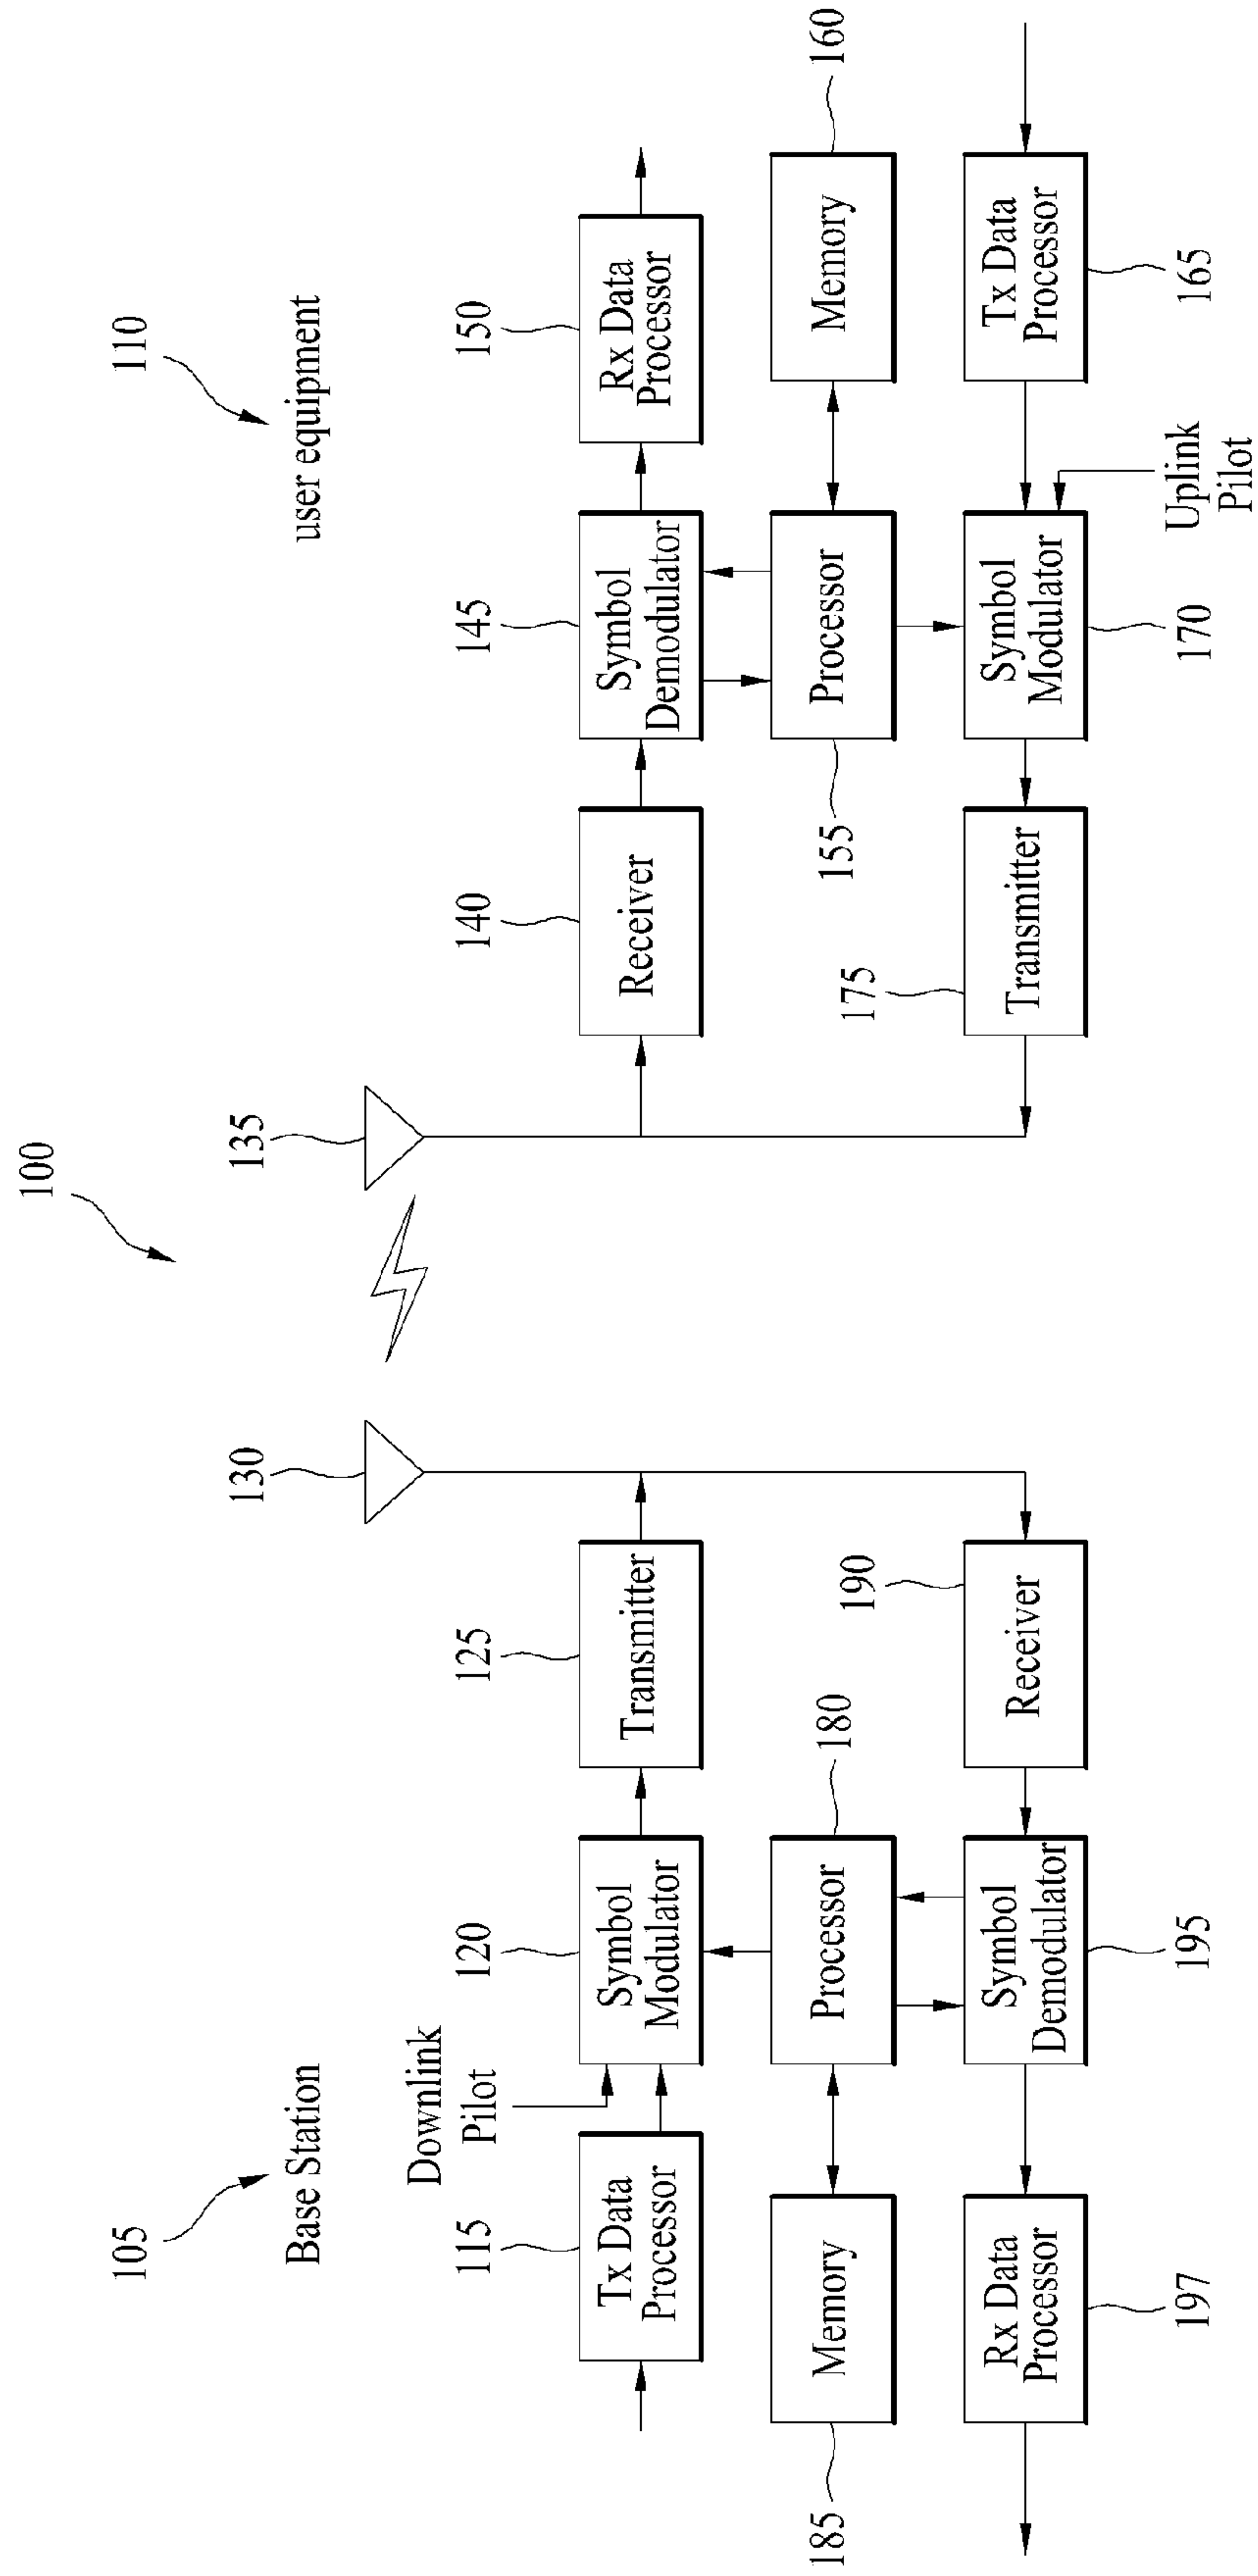 100
105
Base Station
110
user equipment
130
135
Downlink
Pilot
115
Tx Data
Processor
120
Symbol
Modulator
125
Transmitter
140
Receiver
145
Symbol
Demodulator
150
Rx Data
Processor
185
Memory
180
Processor
155
Processor
160
Memory
197
Rx Data
Processor
195
Symbol
Demodulator
190
Receiver
175
Transmitter
170
Symbol
Modulator
165
Tx Data
Processor
Uplink
Pilot